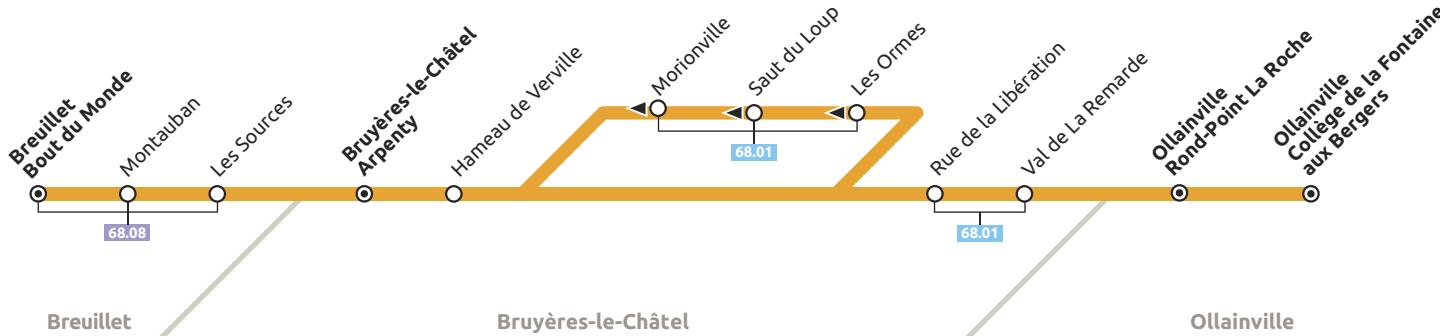 Breuillet
Bout du Monde
Montauban
Les Sources
Bruyères-le-Châtel
Arpenty
Hameau de Verville
Morionville
Saut du Loup
Les Ormes
Rue de la Libération
Val de La Remarde
Ollainville
Rond-Point La Roche
Ollainville
Collège de la Fontaine
aux Bergers
68.01
68.08
68.01
Breuillet
Bruyères-le-Châtel
Ollainville